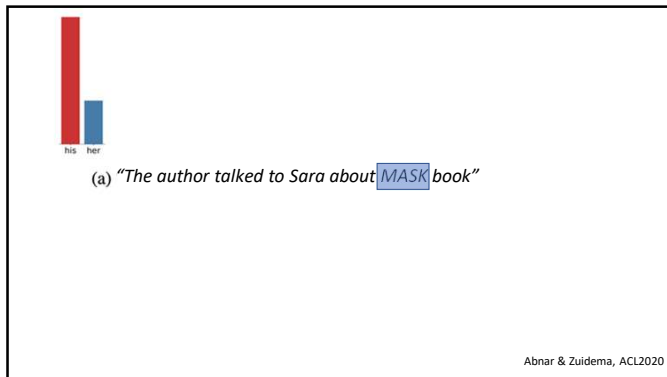 his her
(a) “The author talked to Sara about MASK book”
Abnar & Zuidema, ACL2020